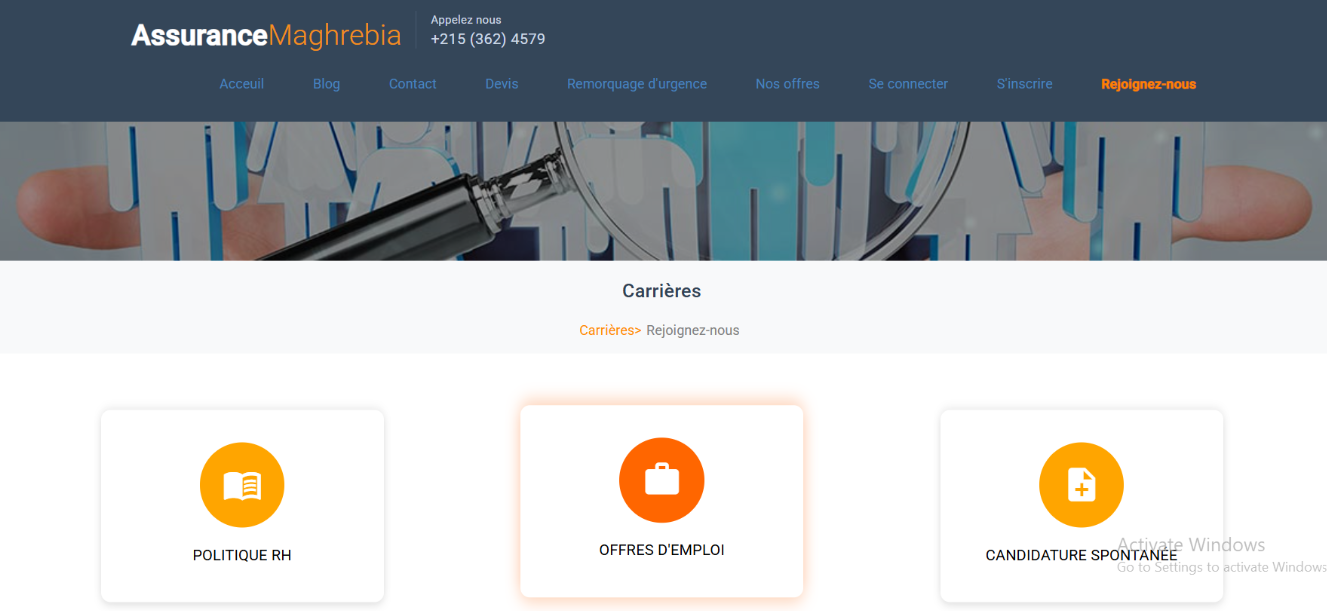 AssuranceMaghrebia
Appelez nous
+215 (362) 4579
Acceuil Blog Contact Devis Remorquage d'urgence Nos offres Se connecter S'inscrire Rejoignez-nous
Carrières
Carrières> Rejoignez-nous
POLITIQUE RH
OFFRES D'EMPLOI
CANDIDATURE SPONTANÉE
Activate Windows
Go to Settings to activate Windows